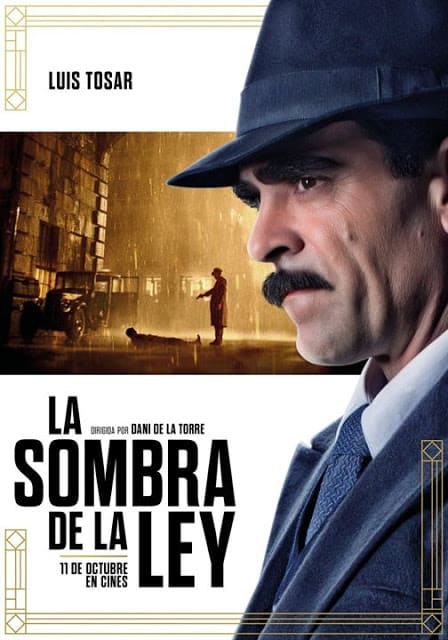 LUIS TOSAR
LA
DIRIGIDA POR DANI DE LA TORRE
SOMBRA
DE LA LEY
11 DE OCTUBRE
EN CINES